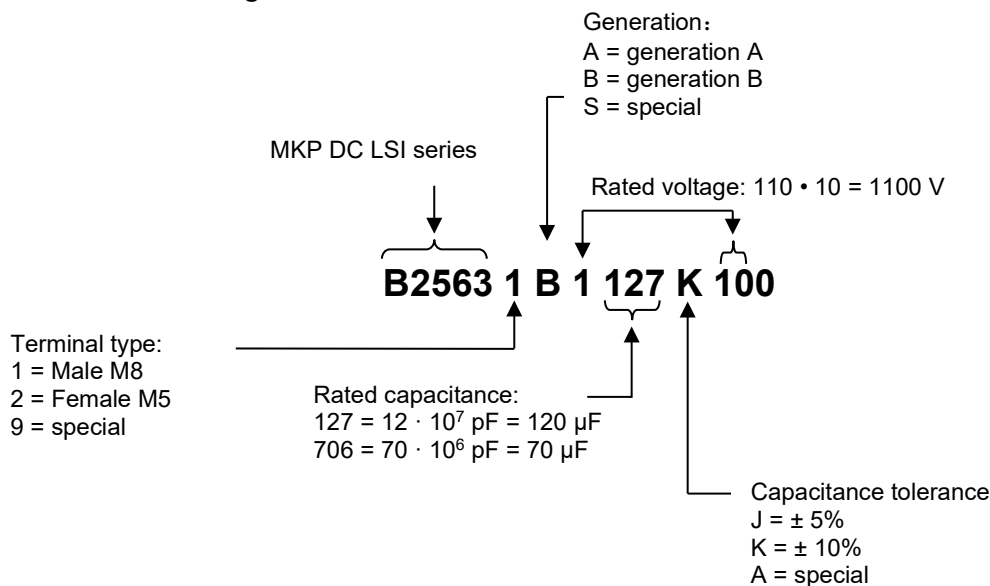 Generation：
A = generation A
B = generation B
S = special
MKP DC LSI series
Rated voltage: 110 • 10 = 1100 V
B2563 1 B 1 127 K 100
Terminal type:
1 = Male M8
2 = Female M5
9 = special
Rated capacitance:
127 = 12 · 10⁷ pF = 120 µF
706 = 70 · 10⁶ pF = 70 µF
Capacitance tolerance
J = ± 5%
K = ± 10%
A = special